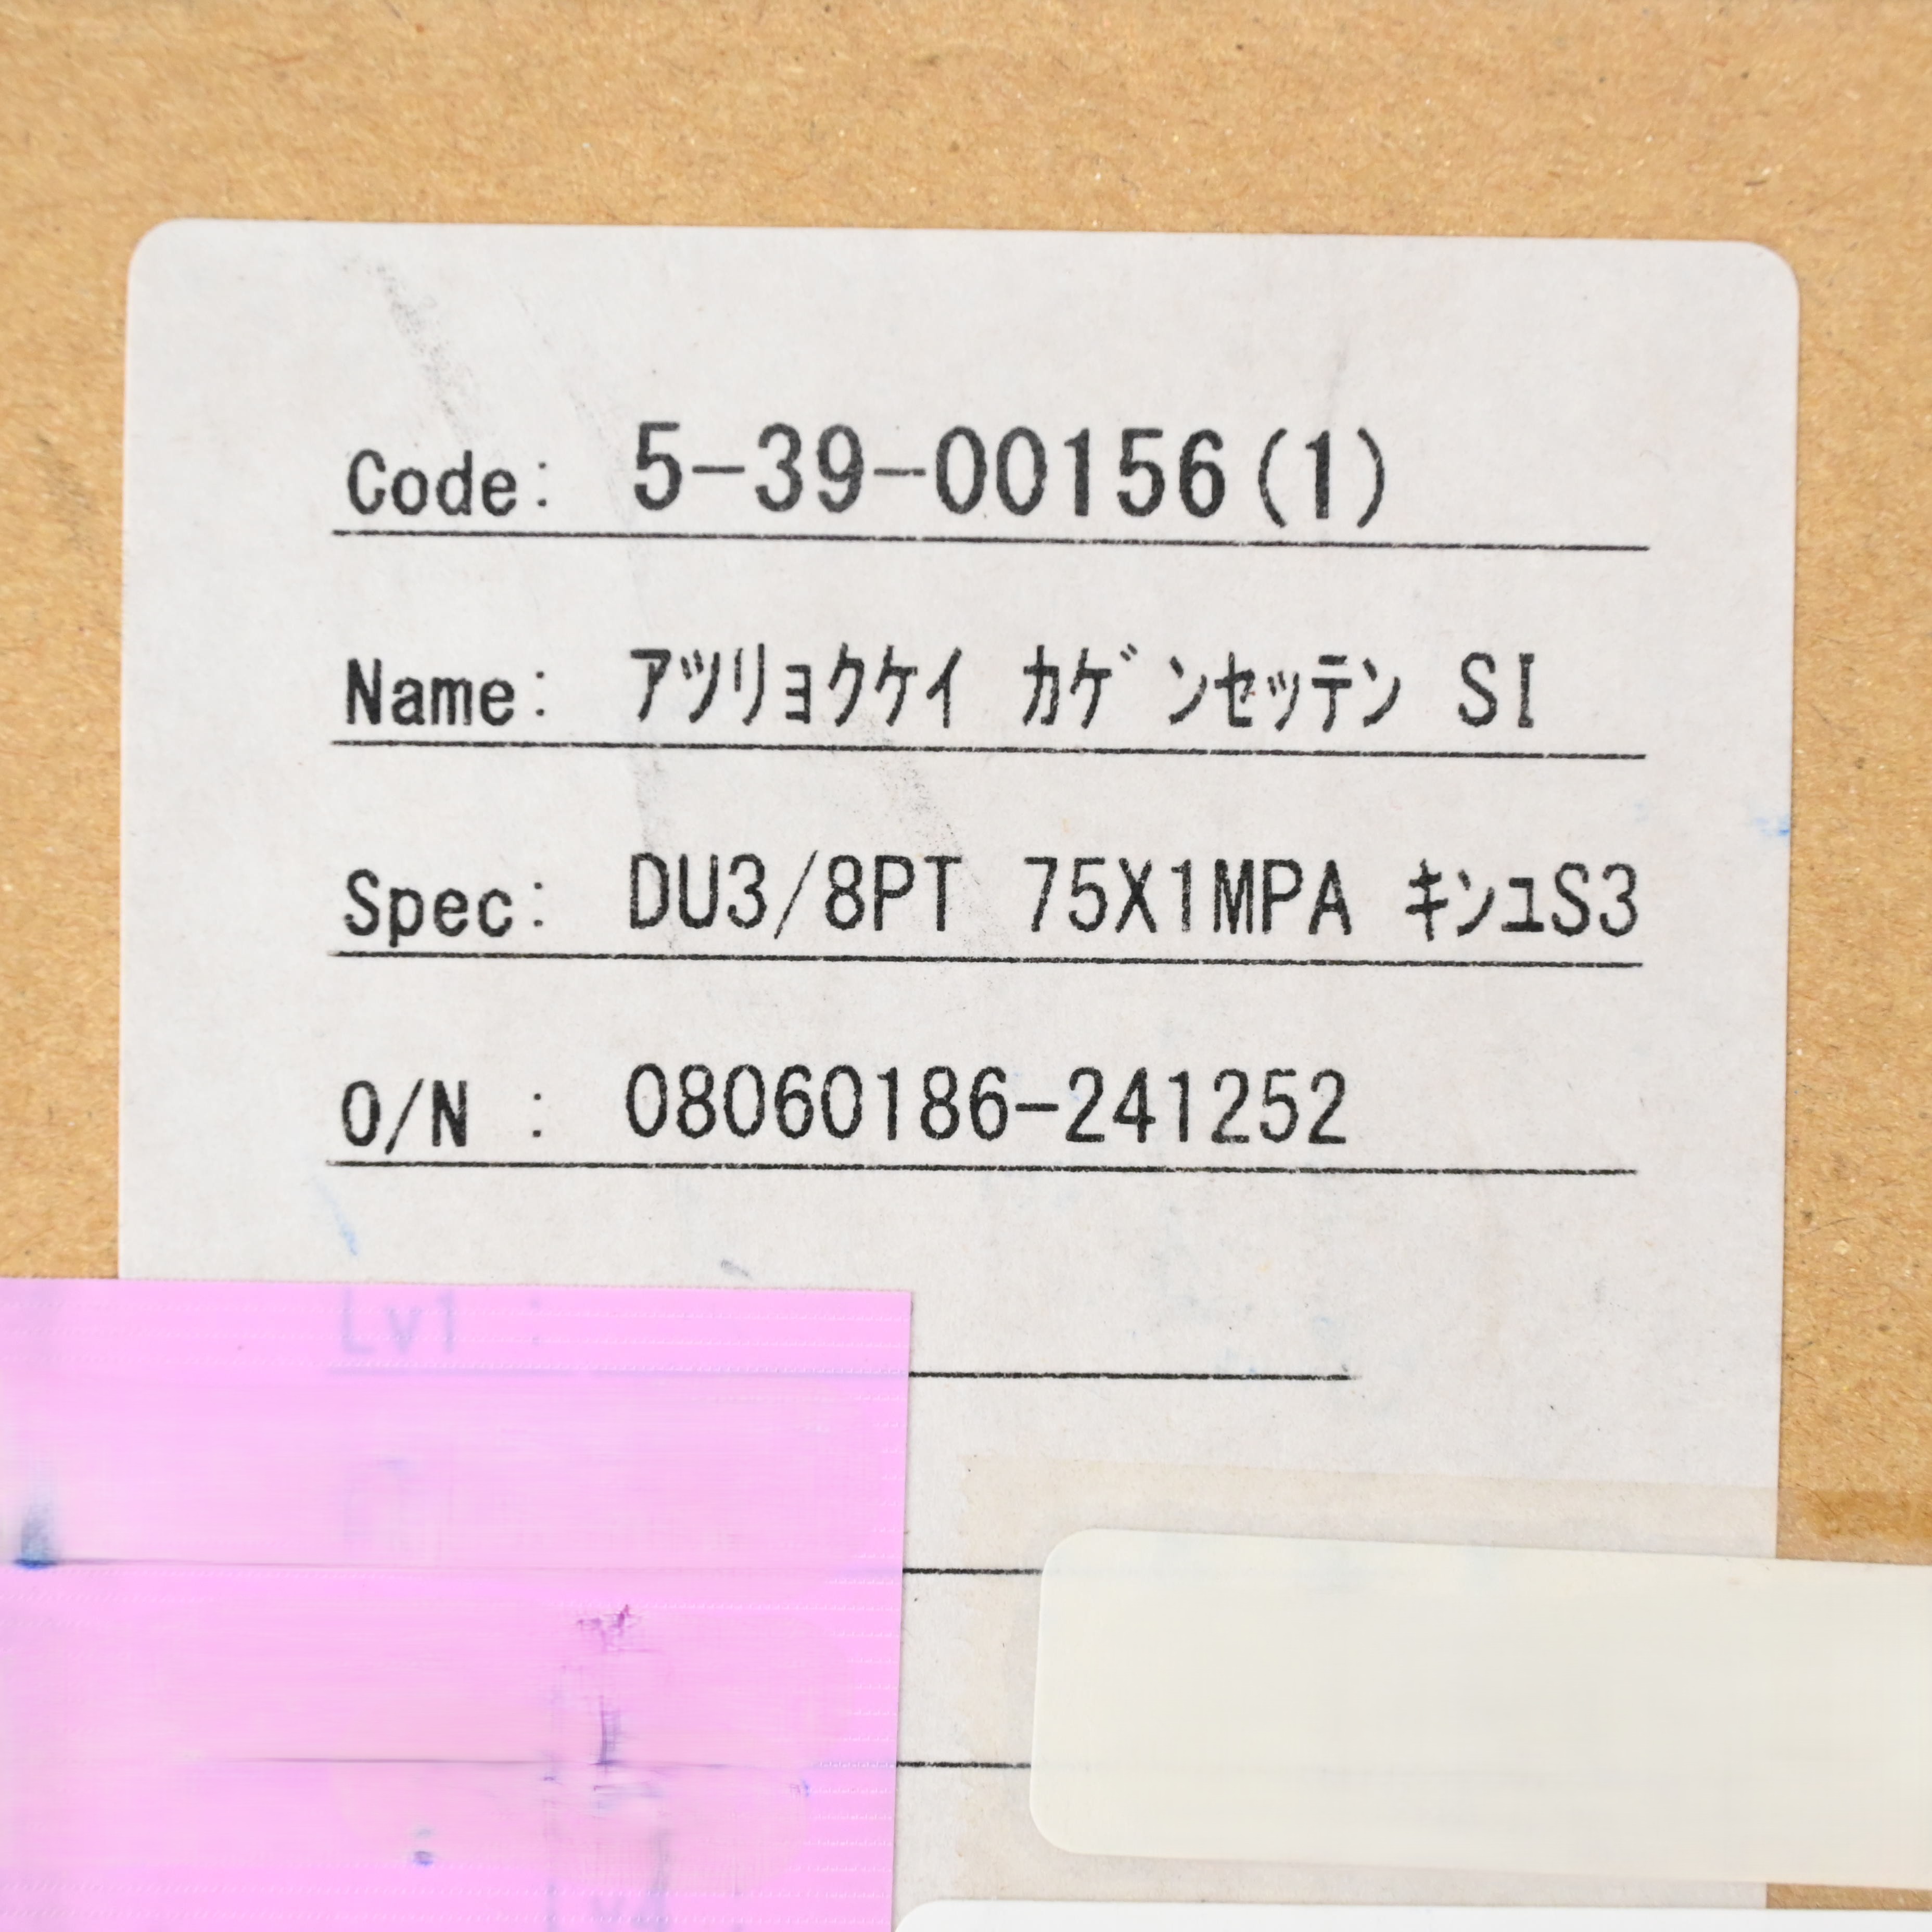 Code: 5-39-00156(1)
Name: ｱﾂﾘｮｸｹｲ ｶｹﾞﾝｾｯﾃﾝ SI
Spec: DU3/8PT 75X1MPA ｷﾝｭS3
O/N : 08060186-241252
Lv1 :